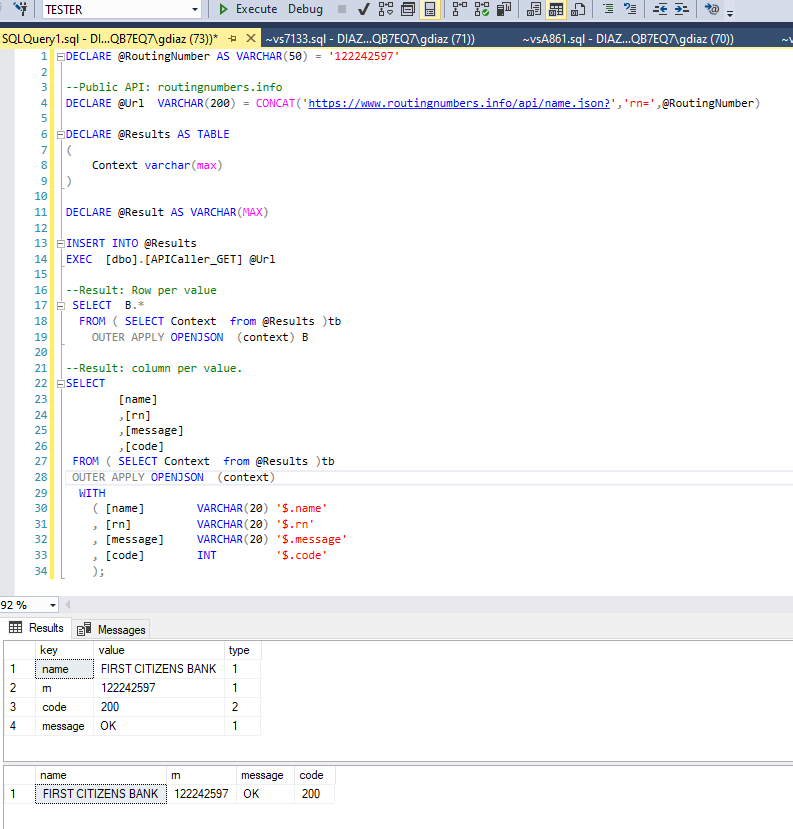 TESTER
Execute
Debug
SQLQuery1.sql - DI...QB7EQ7\gdiaz (73))*
~vs7133.sql - DIAZ...QB7EQ7\gdiaz (71))
~vsA861.sql - DIAZ...QB7EQ7\gdiaz (70))
1 DECLARE @RoutingNumber AS VARCHAR(50) = '122242597'
2
3 --Public API: routingnumbers.info
4 DECLARE @Url  VARCHAR(200) = CONCAT('https://www.routingnumbers.info/api/name.json?','rn=',@RoutingNumber)
5
6 DECLARE @Results AS TABLE
7 (
8     Context varchar(max)
9 )
10
11 DECLARE @Result AS VARCHAR(MAX)
12
13 INSERT INTO @Results
14 EXEC  [dbo].[APICaller_GET] @Url
15
16 --Result: Row per value
17  SELECT  B.*
18   FROM ( SELECT Context  from @Results )tb
19     OUTER APPLY OPENJSON  (context) B
20
21 --Result: column per value.
22 SELECT
23         [name]
24         ,[rn]
25         ,[message]
26         ,[code]
27  FROM ( SELECT Context  from @Results )tb
28  OUTER APPLY OPENJSON  (context)
29   WITH
30     ( [name]        VARCHAR(20) '$.name'
31     , [rn]          VARCHAR(20) '$.rn'
32     , [message]     VARCHAR(20) '$.message'
33     , [code]        INT         '$.code'
34     );
92 %
Results Messages
key value type
1 name FIRST CITIZENS BANK 1
2 rn 122242597 1
3 code 200 2
4 message OK 1
name rn message code
1 FIRST CITIZENS BANK 122242597 OK 200